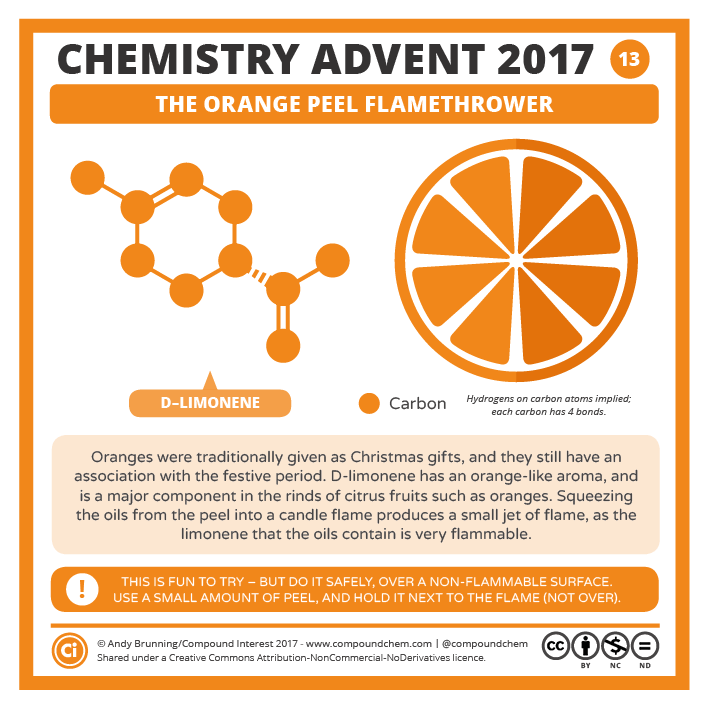 CHEMISTRY ADVENT 2017 13
THE ORANGE PEEL FLAMETHROWER
D–LIMONENE
Carbon
Hydrogens on carbon atoms implied;
each carbon has 4 bonds.
Oranges were traditionally given as Christmas gifts, and they still have an
association with the festive period. D-limonene has an orange-like aroma, and
is a major component in the rinds of citrus fruits such as oranges. Squeezing
the oils from the peel into a candle flame produces a small jet of flame, as the
limonene that the oils contain is very flammable.
! THIS IS FUN TO TRY – BUT DO IT SAFELY, OVER A NON-FLAMMABLE SURFACE.
USE A SMALL AMOUNT OF PEEL, AND HOLD IT NEXT TO THE FLAME (NOT OVER).
Ci
© Andy Brunning/Compound Interest 2017 - www.compoundchem.com | @compoundchem
Shared under a Creative Commons Attribution-NonCommercial-NoDerivatives licence.
cc
BY NC ND